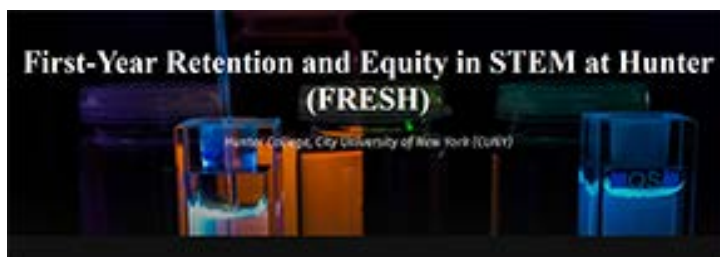 First-Year Retention and Equity in STEM at Hunter
(FRESH)
Hunter College, City University of New York (CUNY)